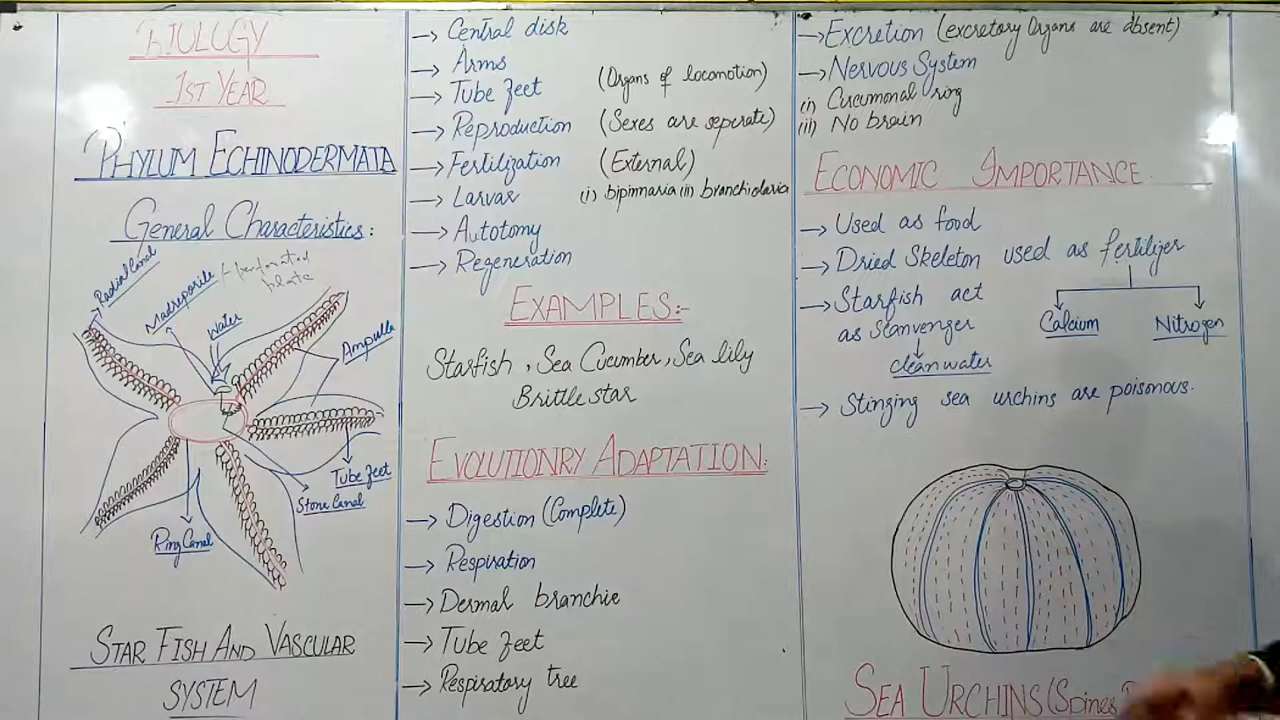 BIOLOGY
1ST YEAR
PHYLUM ECHINODERMATA
General Characteristics:
Radial Canal
Madreporite - perforated
plate
Water
Ampulla
Tube feet
Stone Canal
Ring Canal
STAR FISH AND VASCULAR
SYSTEM
→ Central disk
→ Arms
→ Tube feet (Organs of locomotion)
→ Reproduction (Sexes are seperate)
→ Fertilization (External)
→ Larvae (i) bipinnaria (ii) branchiolaria
→ Autotomy
→ Regeneration
EXAMPLES:-
Starfish, Sea Cucumber, Sea lily
Brittle star
EVOLUTIONRY ADAPTATION:
→ Digestion (Complete)
→ Respiration
→ Dermal branchie
→ Tube feet
→ Respiratory tree
→ Excretion (excretory Organs are absent)
→ Nervous System
(i) Circumonal ring
(ii) No brain
ECONOMIC IMPORTANCE
→ Used as food
→ Dried Skeleton used as fertilizer
Calcium Nitrogen
→ Starfish act
as scanvenger
clean water
→ Stinging sea urchins are poisonous.
SEA URCHINS (Spines